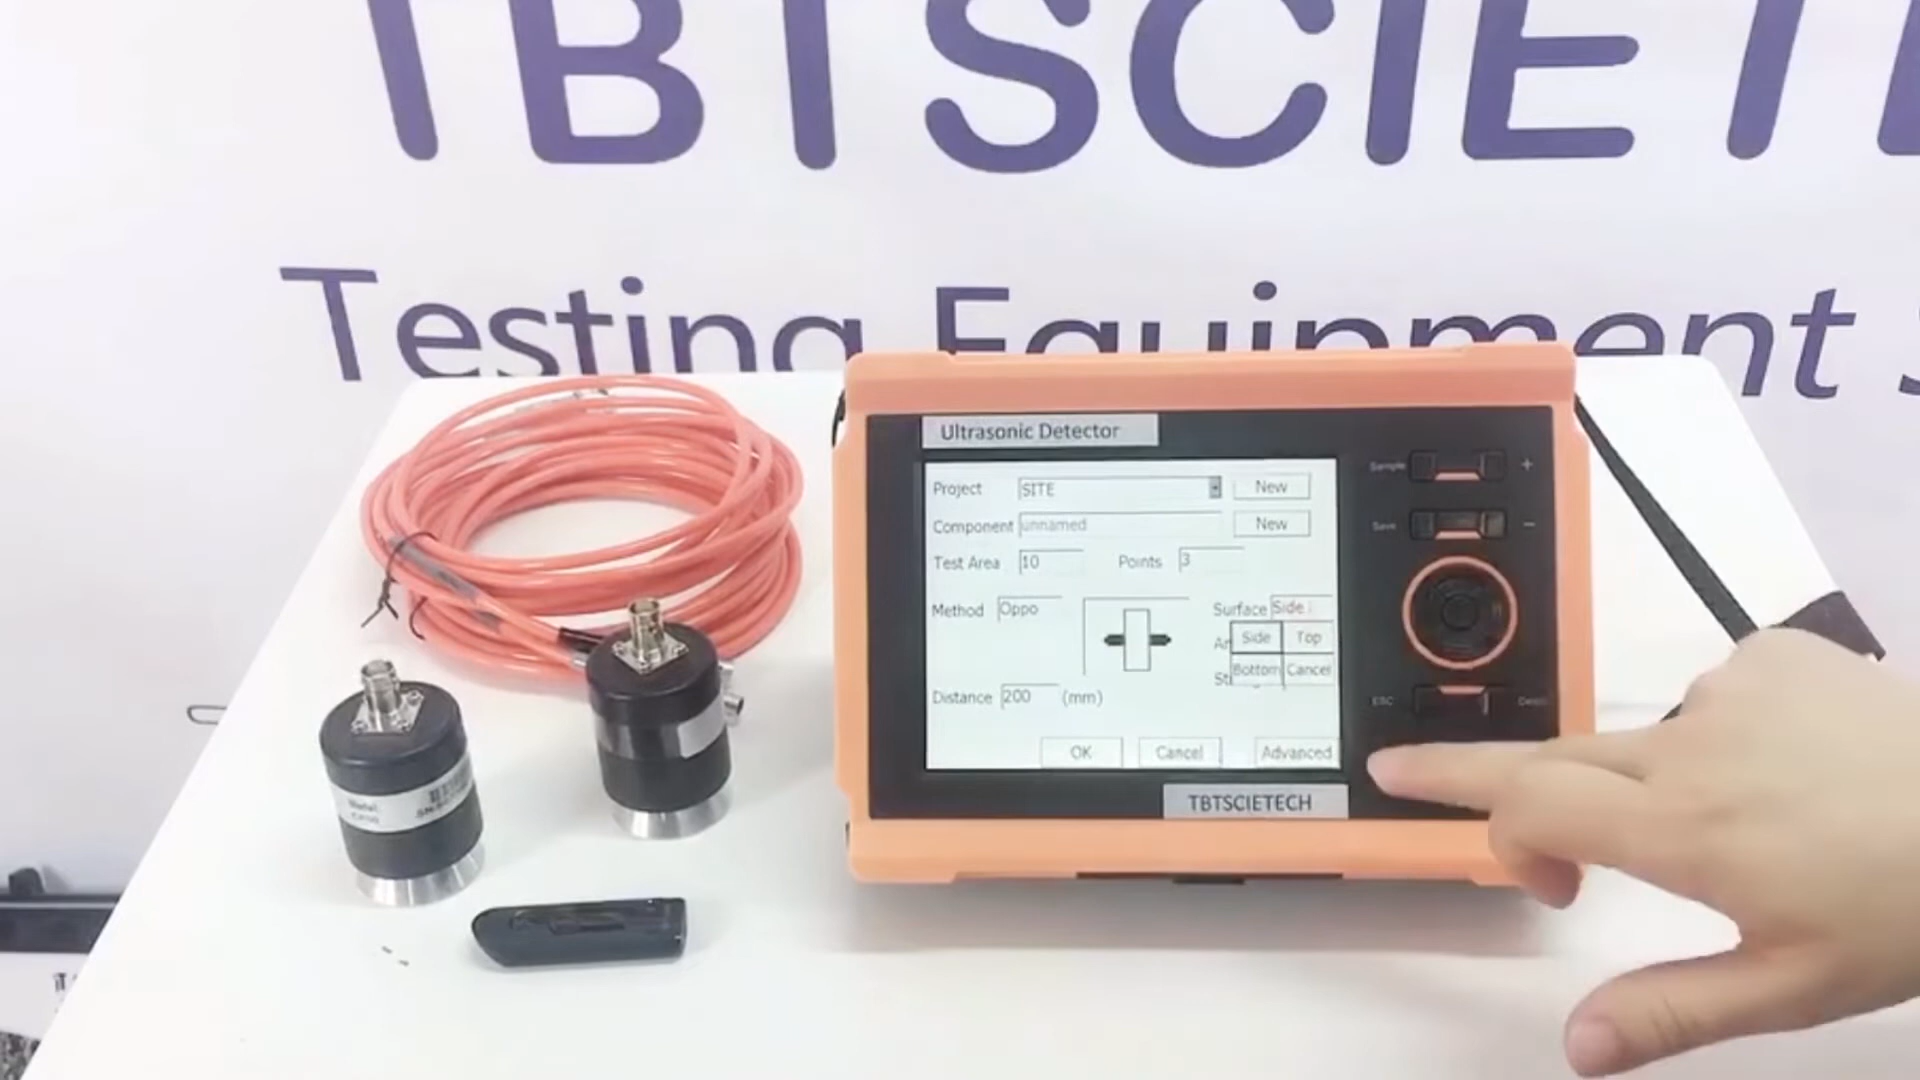 TBTSCIETE
Testing Equipment S
Ultrasonic Detector
Project SITE New
Component unnamed New
Test Area 10 Points 3
Method Oppo Surface Side
Side Top
Bottom Cancel
Distance 200 (mm)
OK Cancel Advanced
TBTSCIETECH
Sample +
Save -
ESC